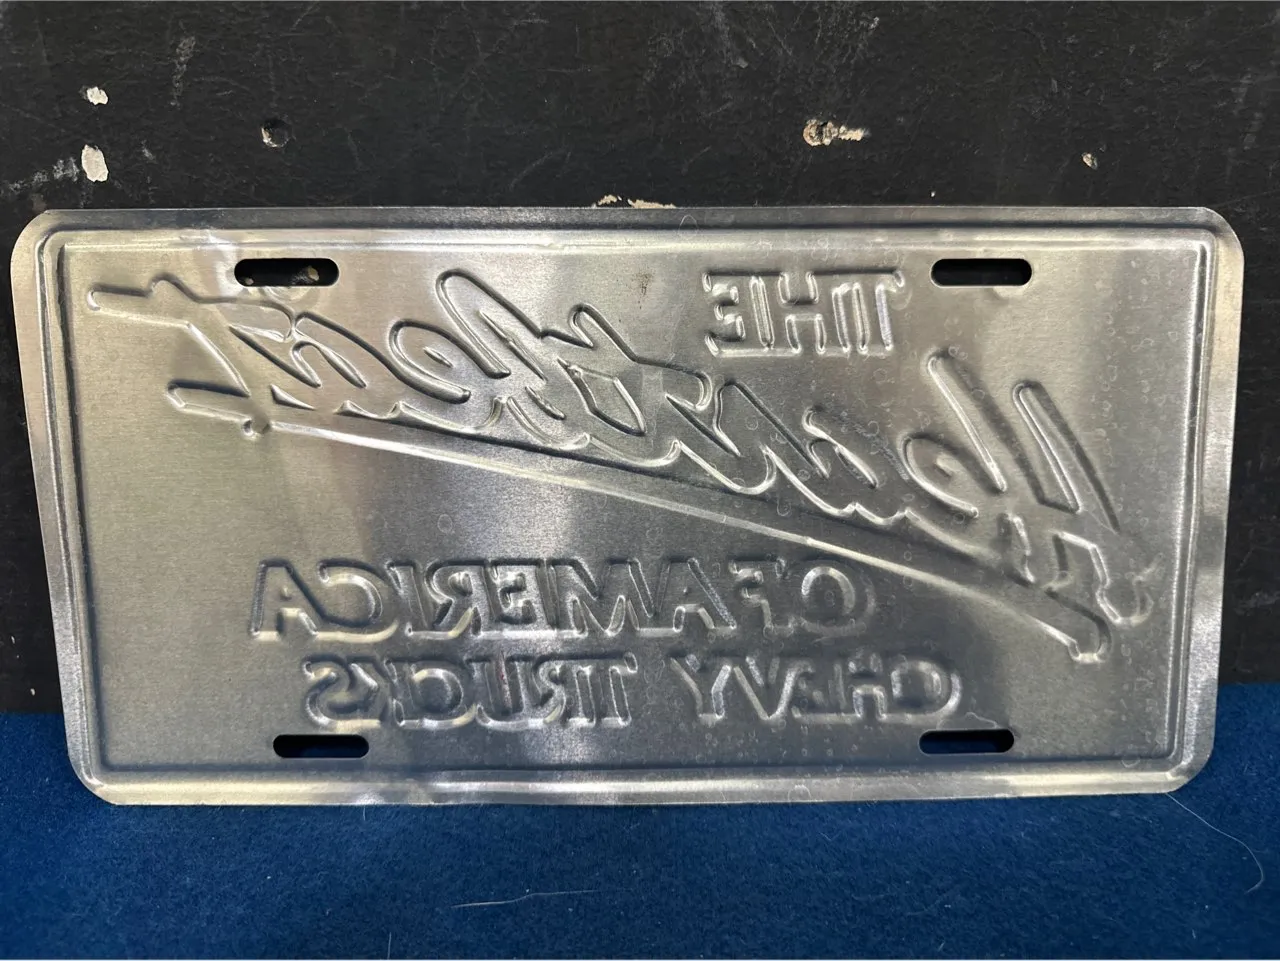 THE
Heartbeat
OF AMERICA
CHEVY TRUCKS